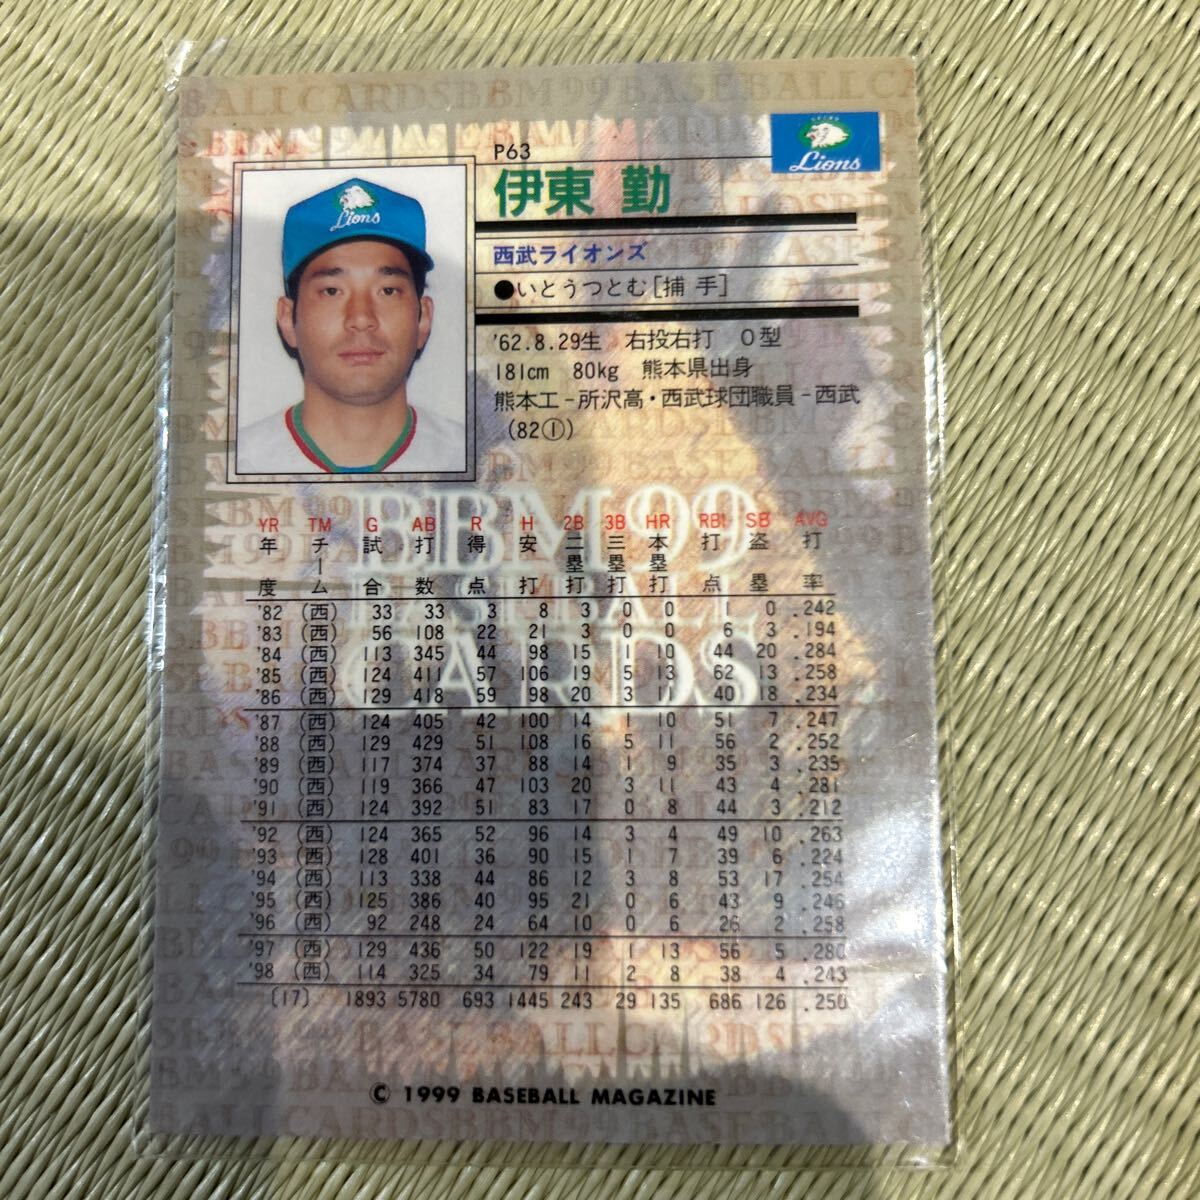 P63
伊東 勤
Lions
Lions
西武ライオンズ
●いとうつとむ[捕 手]
'62.8.29生 右投右打 O型
181cm 80kg 熊本県出身
熊本工-所沢高・西武球団職員-西武
(82①)
BBM 99
BASEBALL
CARDS
YR TM G AB R H 2B 3B HR RBI SB AVG
年度 チーム 試合 打数 得点 安打 二塁打 三塁打 本塁打 打点 盗塁 打率
'82 (西) 33 33 3 8 3 0 0 1 0 .242
'83 (西) 56 108 22 21 3 0 0 6 3 .194
'84 (西) 113 345 44 98 15 1 10 44 20 .284
'85 (西) 124 411 57 106 19 5 13 62 13 .258
'86 (西) 129 418 59 98 20 3 11 40 18 .234
'87 (西) 124 405 42 100 14 1 10 51 7 .247
'88 (西) 129 429 51 108 16 5 11 56 2 .252
'89 (西) 117 374 37 88 14 1 9 35 3 .235
'90 (西) 119 366 47 103 20 3 11 43 4 .281
'91 (西) 124 392 51 83 17 0 8 44 3 .212
'92 (西) 124 365 52 96 14 3 4 49 10 .263
'93 (西) 128 401 36 90 15 1 7 39 6 .224
'94 (西) 113 338 44 86 12 3 8 53 17 .254
'95 (西) 125 386 40 95 21 0 6 43 9 .246
'96 (西) 92 248 24 64 10 0 6 26 2 .258
'97 (西) 129 436 50 122 19 1 13 56 5 .280
'98 (西) 114 325 34 79 11 2 8 38 4 .243
[17] 1893 5780 693 1445 243 29 135 686 126 .250
© 1999 BASEBALL MAGAZINE